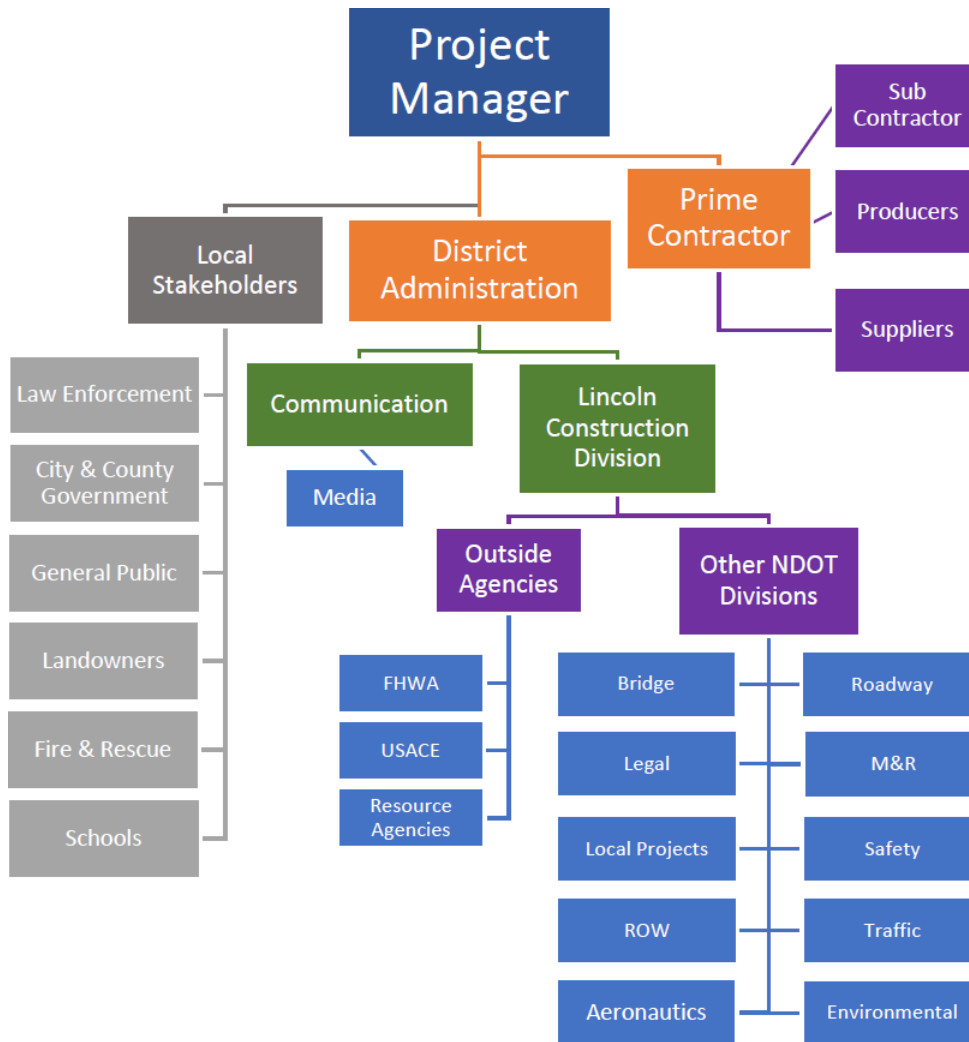 Project
Manager
Sub
Contractor
Prime
Contractor
Producers
Local
Stakeholders
District
Administration
Suppliers
Law Enforcement
Communication
Lincoln
Construction
Division
City & County
Government
Media
General Public
Outside
Agencies
Other NDOT
Divisions
Landowners
FHWA
Bridge
Roadway
Fire & Rescue
USACE
Legal
M&R
Schools
Resource
Agencies
Local Projects
Safety
ROW
Traffic
Aeronautics
Environmental